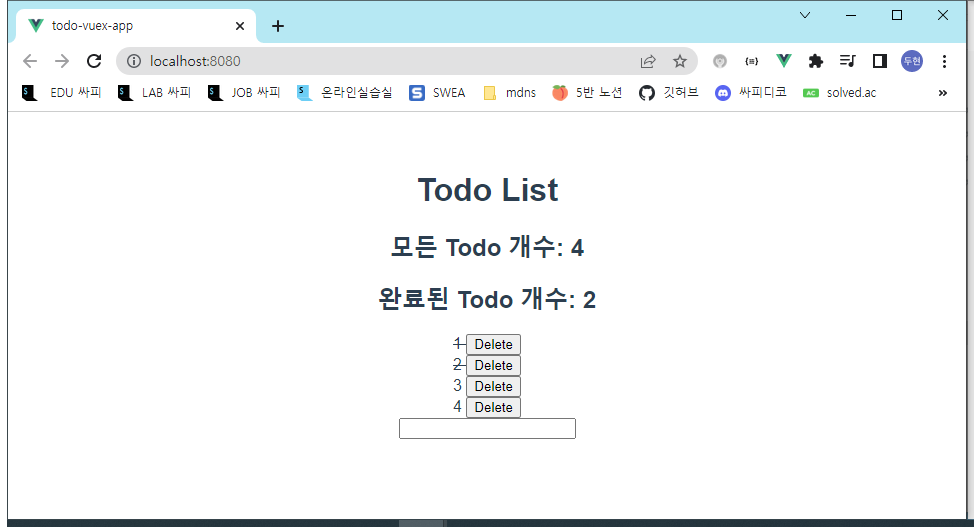 todo-vuex-app
localhost:8080
두현
EDU 싸피 LAB 싸피 JOB 싸피 온라인실습실 SWEA mdns 5반 노션 깃허브 싸피디코 AC solved.ac »
Todo List
모든 Todo 개수: 4
완료된 Todo 개수: 2
1 Delete
2 Delete
3 Delete
4 Delete